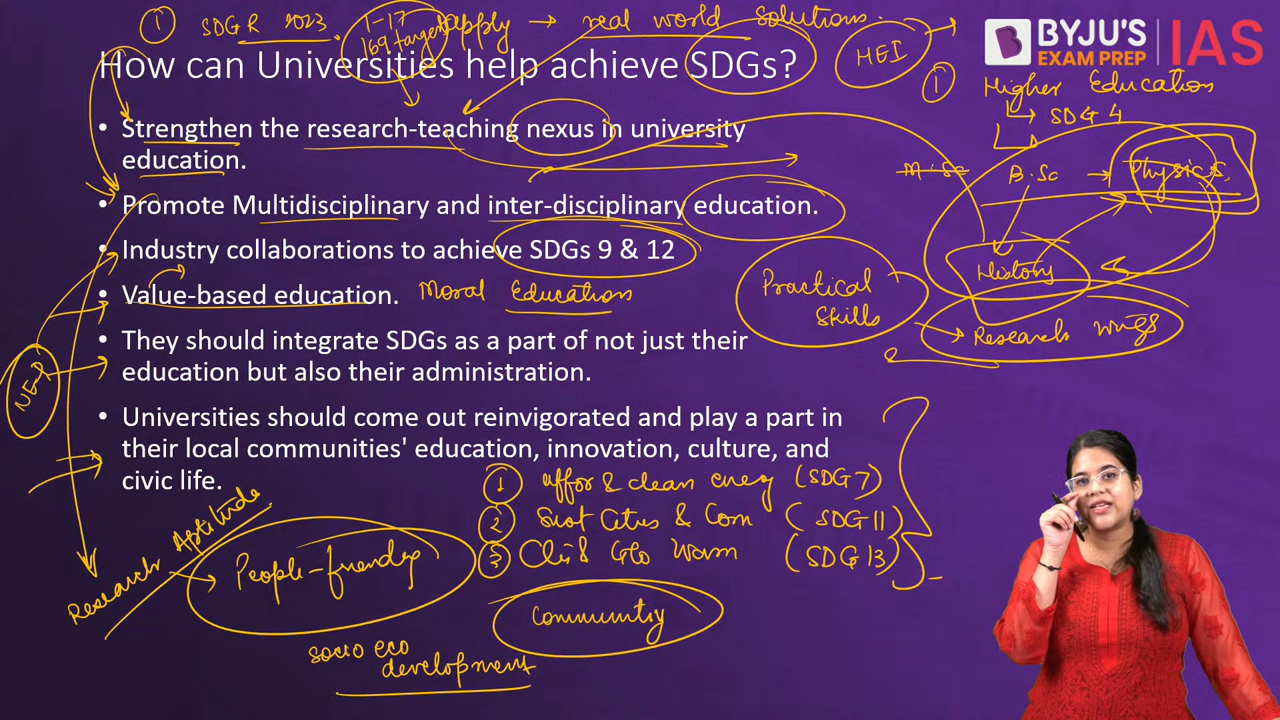 ① SDGR 2023. 1-17 169 targets apply → real world solutions.
BYJU'S
EXAM PREP
IAS
How can Universities help achieve SDGs?
HEI
① Higher Education
SDG 4
• Strengthen the research-teaching nexus in university
education.
M.Sc B.Sc → Physics.
• Promote Multidisciplinary and inter-disciplinary education.
• Industry collaborations to achieve SDGs 9 & 12
History
Practical
Skills
• Value-based education. Moral Education
Research wings
• They should integrate SDGs as a part of not just their
education but also their administration.
NEP
• Universities should come out reinvigorated and play a part in
their local communities' education, innovation, culture, and
civic life.
① affor & clean energy (SDG 7)
② Cities & Com (SDG 11)
③ Cli & Glo Warm (SDG 13)
Research Aptitude
People-friendly
Community
socio eco
development